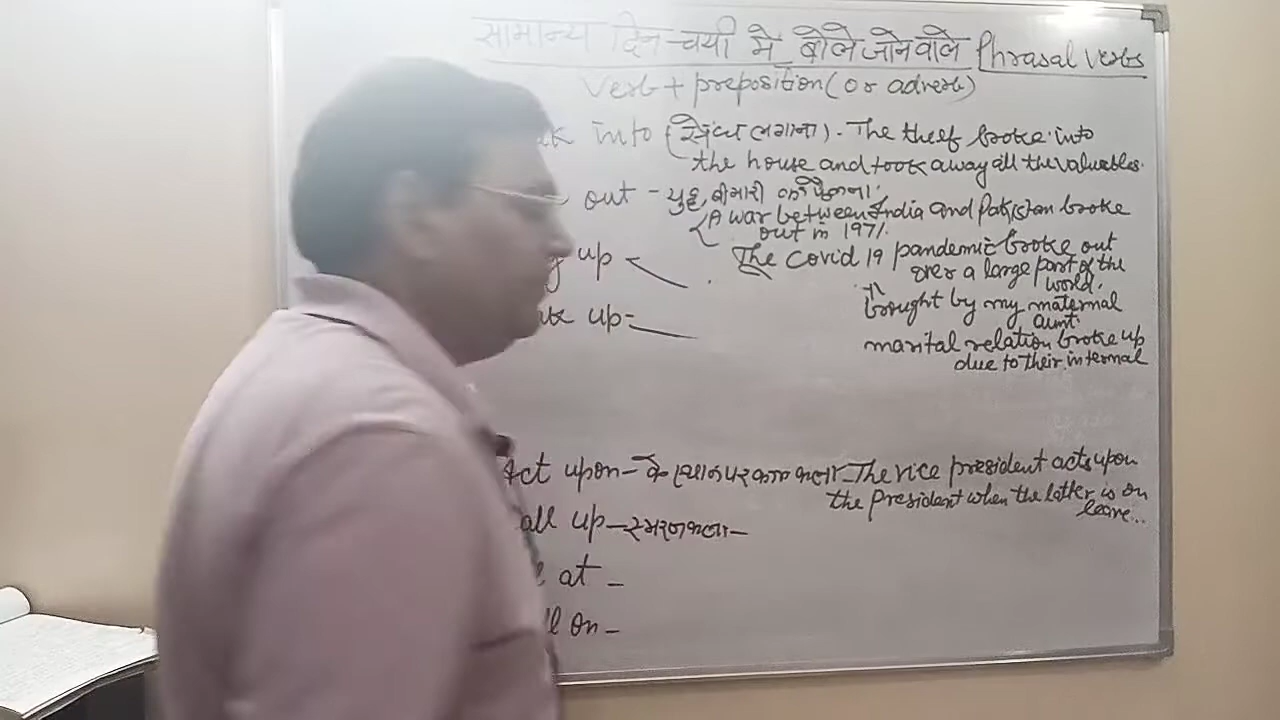 सामान्य दिनचर्या में बोले जाने वाले Phrasal verbs
Verb + preposition (or adverb)
into (सेंध लगाना). The theef broke into
the house and took away all the valuables.
out - युद्ध, बीमारी का फैलना.
A war between India and Pakistan broke
out in 1971.
up
The Covid 19 pandemic broke out
over a large part of the
world.
up -
brought by my maternal
aunt.
marital relation broke up
due to their internal
Act upon - के स्थान पर काम करना - The vice president acts upon
the president when the latter is on
leave...
all up - स्मरण करना -
at -
on -